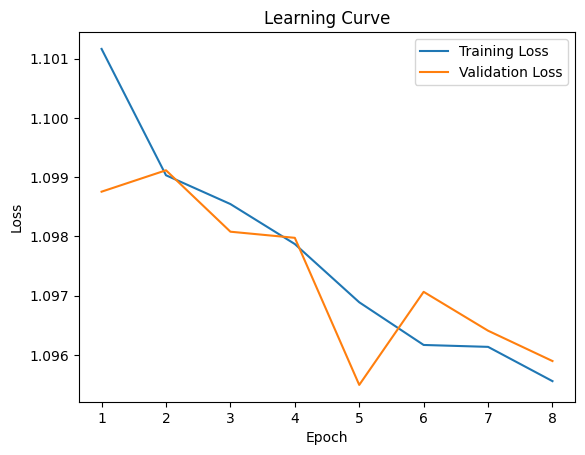 Learning Curve
Training Loss
Validation Loss
1.101
1.100
1.099
1.098
1.097
1.096
Loss
1 2 3 4 5 6 7 8
Epoch